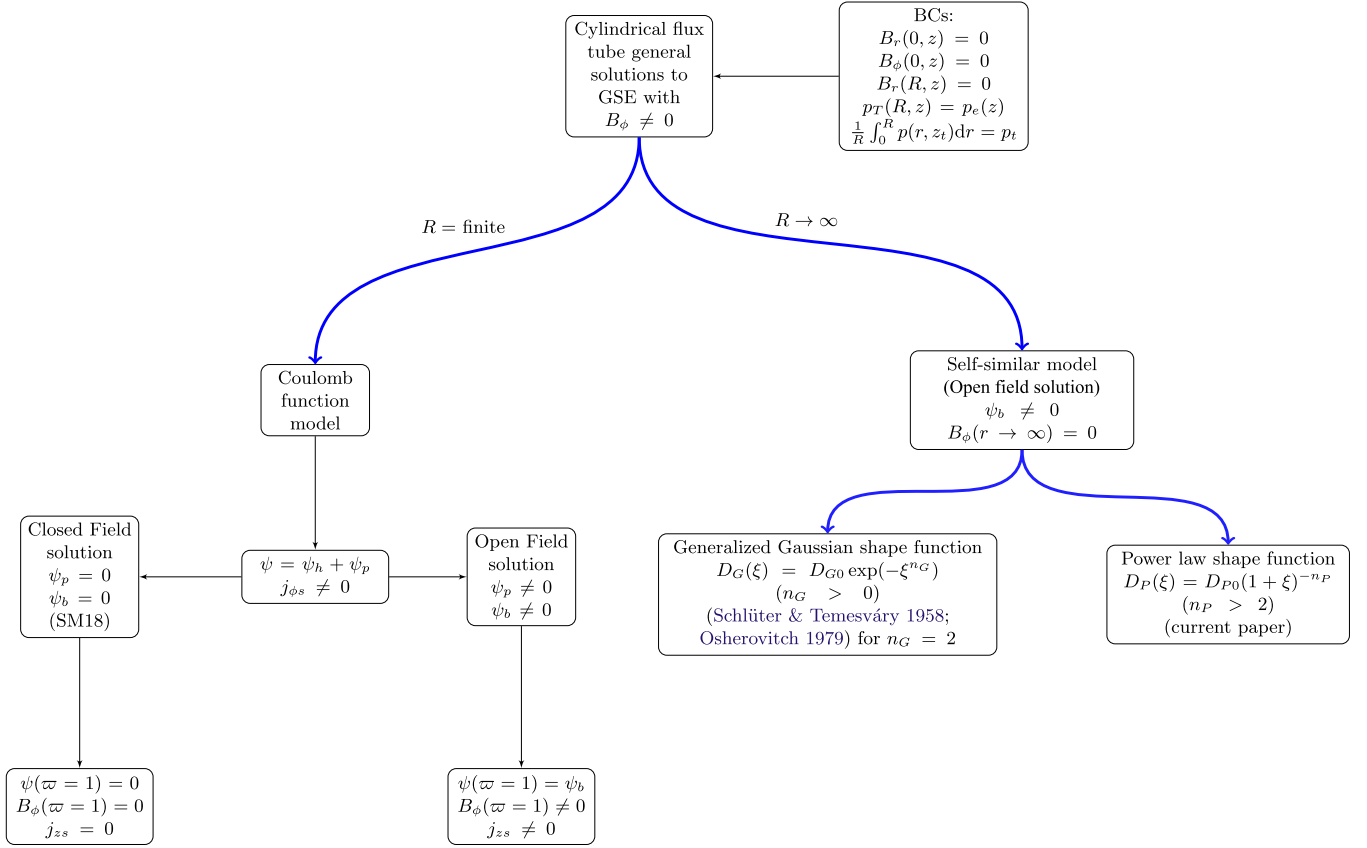 Cylindrical flux
tube general
solutions to
GSE with
B_ϕ ≠ 0
BCs:
B_r(0, z) = 0
B_ϕ(0, z) = 0
B_r(R, z) = 0
p_T(R, z) = p_e(z)
1/R ∫_0^R p(r, z_t)dr = p_t
R = finite
R → ∞
Coulomb
function
model
Self-similar model
(Open field solution)
ψ_b ≠ 0
B_ϕ(r → ∞) = 0
Closed Field
solution
ψ_p = 0
ψ_b = 0
(SM18)
ψ = ψ_h + ψ_p
j_ϕs ≠ 0
Open Field
solution
ψ_p ≠ 0
ψ_b ≠ 0
Generalized Gaussian shape function
D_G(ξ) = D_G0 exp(−ξ^n_G)
(n_G > 0)
(Schlüter & Temesváry 1958;
Osherovitch 1979) for n_G = 2
Power law shape function
D_P(ξ) = D_P0(1 + ξ)^−n_P
(n_P > 2)
(current paper)
ψ(ϖ = 1) = 0
B_ϕ(ϖ = 1) = 0
j_zs = 0
ψ(ϖ = 1) = ψ_b
B_ϕ(ϖ = 1) ≠ 0
j_zs ≠ 0